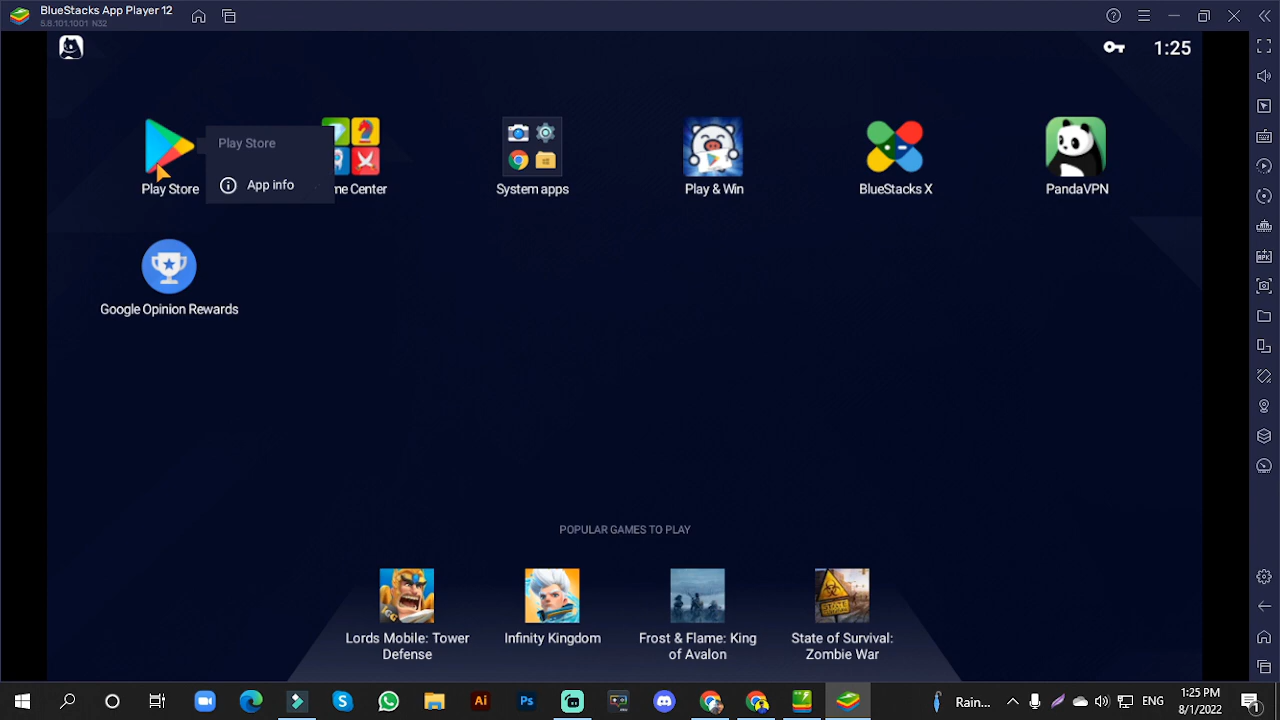 BlueStacks App Player 12
5.8.101.1001 N32
1:25
Play Store
App info
Play Store
me Center
System apps
Play & Win
BlueStacks X
PandaVPN
Google Opinion Rewards
POPULAR GAMES TO PLAY
Lords Mobile: Tower
Defense
Infinity Kingdom
Frost & Flame: King
of Avalon
State of Survival:
Zombie War
Ai
Ps
Rain...
ENG
1:25 PM
8/1/2022